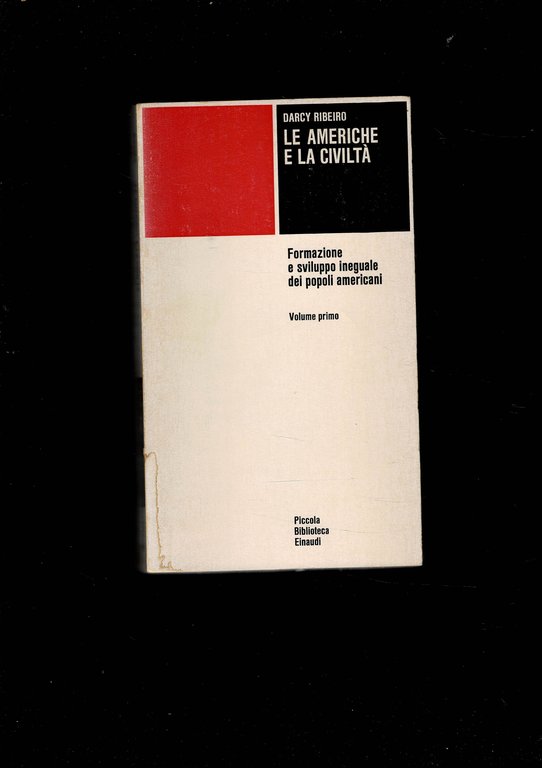 DARCY RIBEIRO
LE AMERICHE
E LA CIVILTÀ
Formazione
e sviluppo ineguale
dei popoli americani
Volume primo
Piccola
Biblioteca
Einaudi